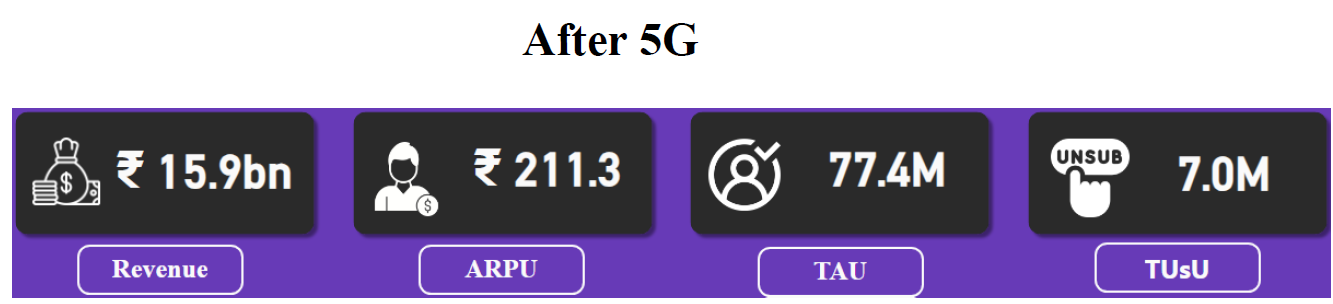 After 5G
₹ 15.9bn
₹ 211.3
77.4M
UNSUB
7.0M
Revenue
ARPU
TAU
TUsU